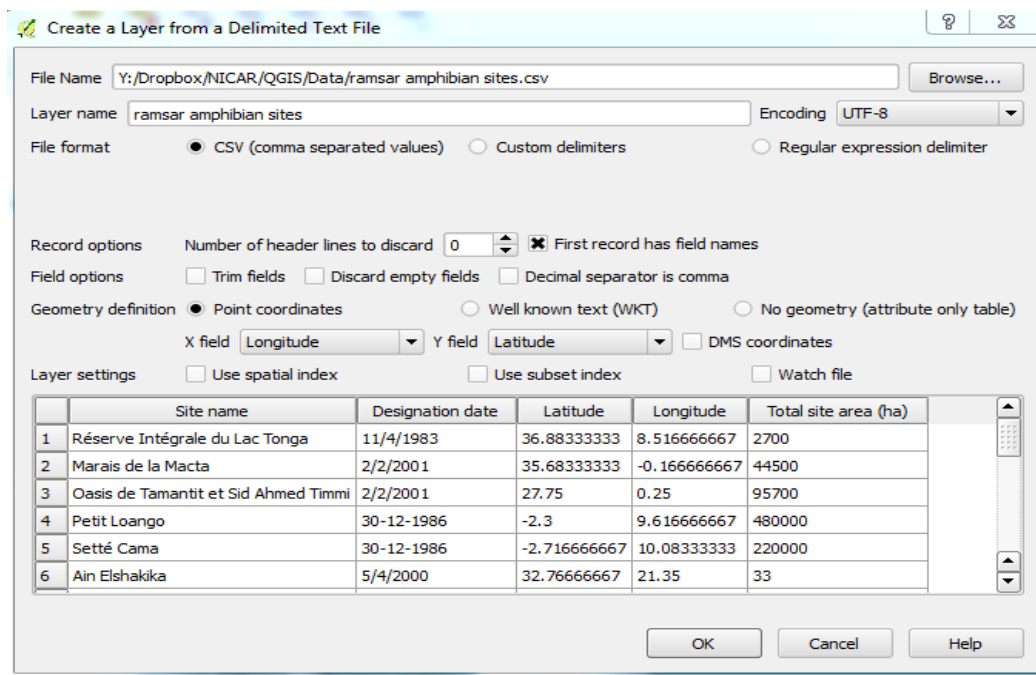 Create a Layer from a Delimited Text File
File Name Y:/Dropbox/NICAR/QGIS/Data/ramsar amphibian sites.csv Browse...
Layer name ramsar amphibian sites Encoding UTF-8
File format CSV (comma separated values) Custom delimiters Regular expression delimiter
Record options Number of header lines to discard 0 First record has field names
Field options Trim fields Discard empty fields Decimal separator is comma
Geometry definition Point coordinates Well known text (WKT) No geometry (attribute only table)
X field Longitude Y field Latitude DMS coordinates
Layer settings Use spatial index Use subset index Watch file
Site name Designation date Latitude Longitude Total site area (ha)
1 Réserve Intégrale du Lac Tonga 11/4/1983 36.88333333 8.516666667 2700
2 Marais de la Macta 2/2/2001 35.68333333 -0.166666667 44500
3 Oasis de Tamantit et Sid Ahmed Timmi 2/2/2001 27.75 0.25 95700
4 Petit Loango 30-12-1986 -2.3 9.616666667 480000
5 Setté Cama 30-12-1986 -2.716666667 10.08333333 220000
6 Ain Elshakika 5/4/2000 32.76666667 21.35 33
OK Cancel Help